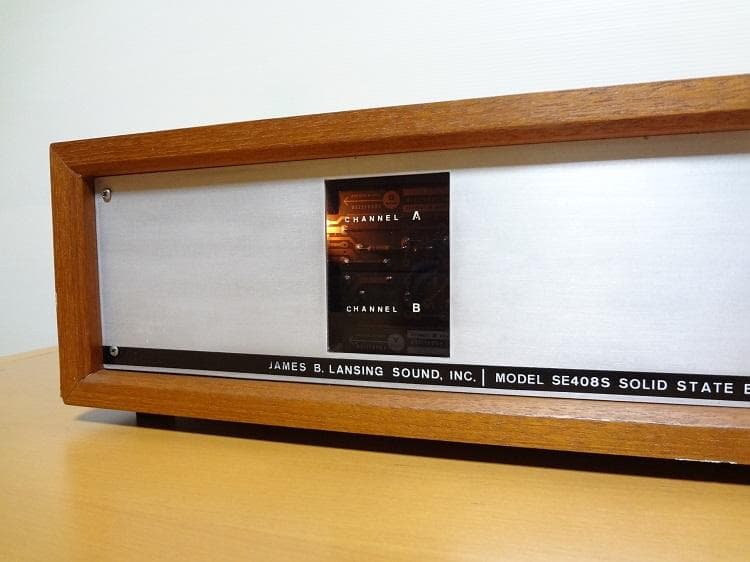 CHANNEL A
CHANNEL B
JAMES B. LANSING SOUND, INC. | MODEL SE408S SOLID STATE E